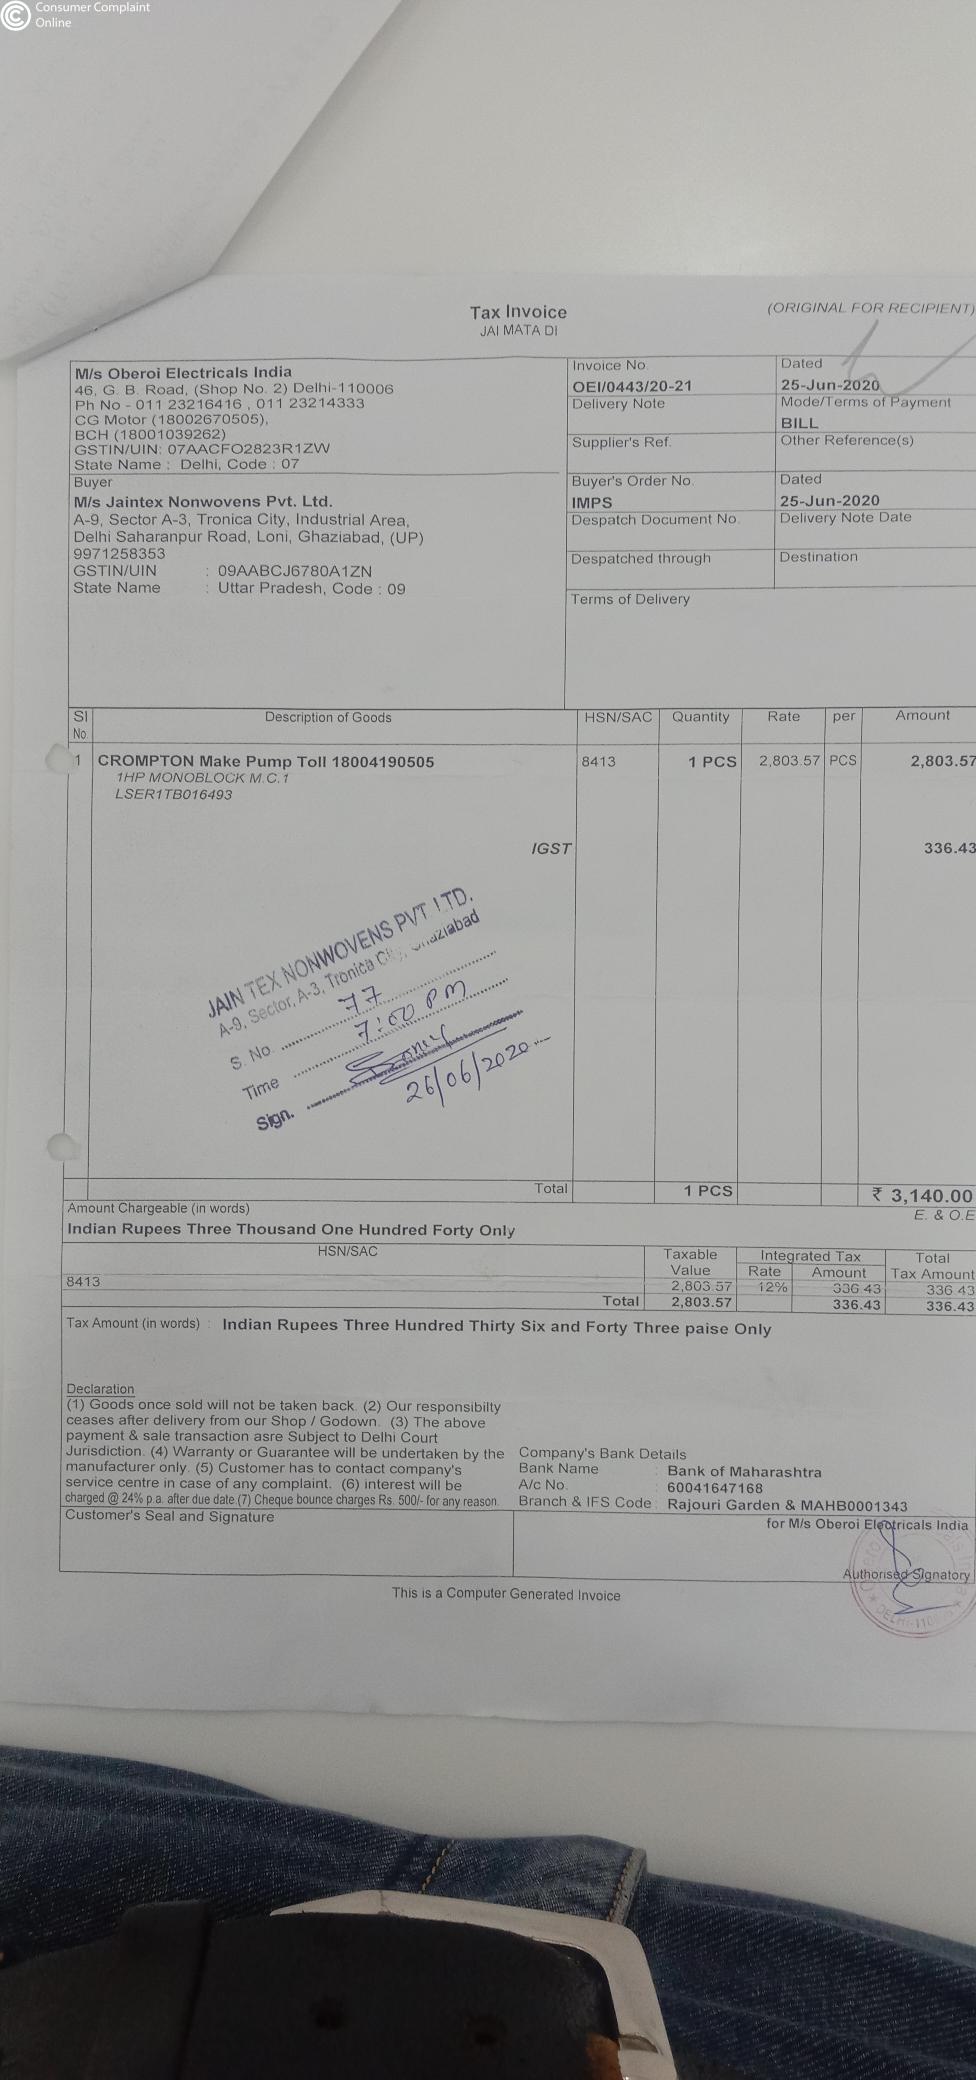 Consumer Complaint
Online
Tax Invoice
(ORIGINAL FOR RECIPIENT)
JAI MATA DI
M/s Oberoi Electricals India
46, G. B. Road, (Shop No. 2) Delhi-110006
Ph No - 011 23216416 , 011 23214333
CG Motor (18002670505),
BCH (18001039262)
GSTIN/UIN: 07AACFO2823R1ZW
State Name : Delhi, Code : 07
Invoice No.
OEI/0443/20-21
Dated
25-Jun-2020
Delivery Note
Mode/Terms of Payment
BILL
Supplier's Ref.
Other Reference(s)
Buyer
M/s Jaintex Nonwovens Pvt. Ltd.
A-9, Sector A-3, Tronica City, Industrial Area,
Delhi Saharanpur Road, Loni, Ghaziabad, (UP)
9971258353
GSTIN/UIN : 09AABCJ6780A1ZN
State Name : Uttar Pradesh, Code : 09
Buyer's Order No.
IMPS
Dated
25-Jun-2020
Despatch Document No.
Delivery Note Date
Despatched through
Destination
Terms of Delivery
Sl No. Description of Goods HSN/SAC Quantity Rate per Amount
1 CROMPTON Make Pump Toll 18004190505 8413 1 PCS 2,803.57 PCS 2,803.57
1HP MONOBLOCK M.C.1
LSER1TB016493
IGST 336.43
JAIN TEX NONWOVENS PVT LTD.
A-9, Sector, A-3, Tronica
S. No. 77
Time 7:00 PM
Sign.
26/06/2020
Total 1 PCS ₹ 3,140.00
Amount Chargeable (in words) E. & O.E
Indian Rupees Three Thousand One Hundred Forty Only
HSN/SAC Taxable Value Integrated Tax Total
Rate Amount Tax Amount
8413 2,803.57 12% 336.43 336.43
Total 2,803.57 336.43 336.43
Tax Amount (in words) : Indian Rupees Three Hundred Thirty Six and Forty Three paise Only
Declaration
(1) Goods once sold will not be taken back. (2) Our responsibilty
ceases after delivery from our Shop / Godown. (3) The above
payment & sale transaction asre Subject to Delhi Court
Jurisdiction. (4) Warranty or Guarantee will be undertaken by the
manufacturer only. (5) Customer has to contact company's
service centre in case of any complaint. (6) interest will be
charged @ 24% p.a. after due date.(7) Cheque bounce charges Rs. 500/- for any reason.
Company's Bank Details
Bank Name : Bank of Maharashtra
A/c No. : 60041647168
Branch & IFS Code : Rajouri Garden & MAHB0001343
Customer's Seal and Signature
for M/s Oberoi Electricals India
Authorised Signatory
This is a Computer Generated Invoice